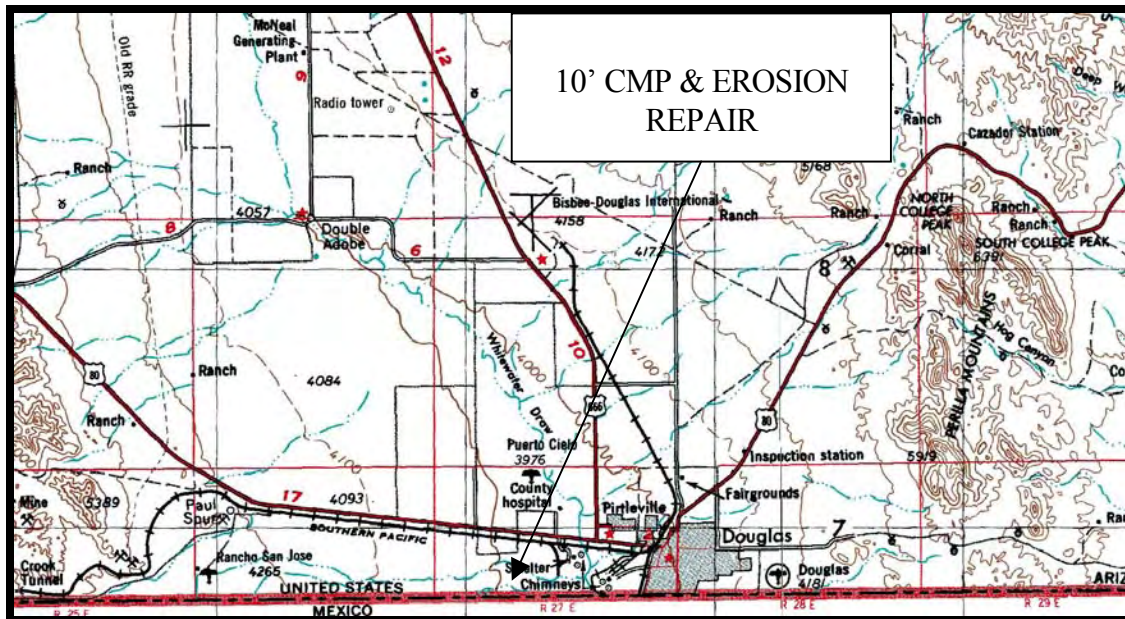 McNeal
Generating
Plant
Old RR grade
9
12
10’ CMP & EROSION
REPAIR
Radio tower
Ranch
Cazador Station
Ranch
Bisbee-Douglas International
4158
Ranch
Ranch
NORTH
COLLEGE
PEAK
Ranch
Ranch
4057
8
Double
Adobe
6
4172
Corral
SOUTH COLLEGE PEAK
6391
8
PERILLA MOUNTAINS
Hog Canyon
80
Ranch
4084
Whitewater Draw
4000
10
4100
666
80
Ranch
4100
Puerto Cielo
3976
County
hospital
Inspection station
Fairgrounds
Mine
5389
Paul
Spur
17
4093
SOUTHERN PACIFIC
Pirtleville
2
Douglas
7
Crook
Tunnel
Rancho San Jose
4265
Smelter
Chimneys
Douglas
4181
UNITED STATES
MEXICO
R 25 E
R 27 E
R 28 E
R 29 E